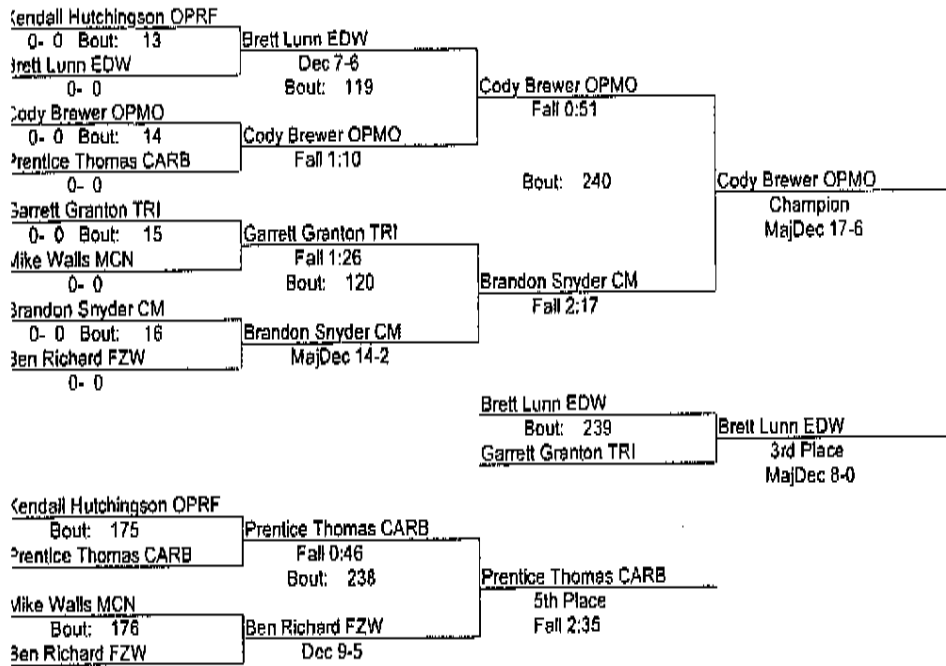 Kendall Hutchingson OPRF
0- 0 Bout: 13
Brett Lunn EDW
0- 0
Brett Lunn EDW
Dec 7-6
Bout: 119
Cody Brewer OPMO
0- 0 Bout: 14
Prentice Thomas CARB
0- 0
Cody Brewer OPMO
Fall 1:10
Cody Brewer OPMO
Fall 0:51
Garrett Granton TRI
0- 0 Bout: 15
Mike Walls MCN
0- 0
Garrett Granton TRI
Fall 1:26
Bout: 120
Brandon Snyder CM
0- 0 Bout: 16
Ben Richard FZW
0- 0
Brandon Snyder CM
MajDec 14-2
Brandon Snyder CM
Fall 2:17
Bout: 240
Cody Brewer OPMO
Champion
MajDec 17-6
Brett Lunn EDW
Bout: 239
Garrett Granton TRI
Brett Lunn EDW
3rd Place
MajDec 8-0
Kendall Hutchingson OPRF
Bout: 175
Prentice Thomas CARB
Prentice Thomas CARB
Fall 0:46
Bout: 238
Mike Walls MCN
Bout: 176
Ben Richard FZW
Ben Richard FZW
Dec 9-5
Prentice Thomas CARB
5th Place
Fall 2:35